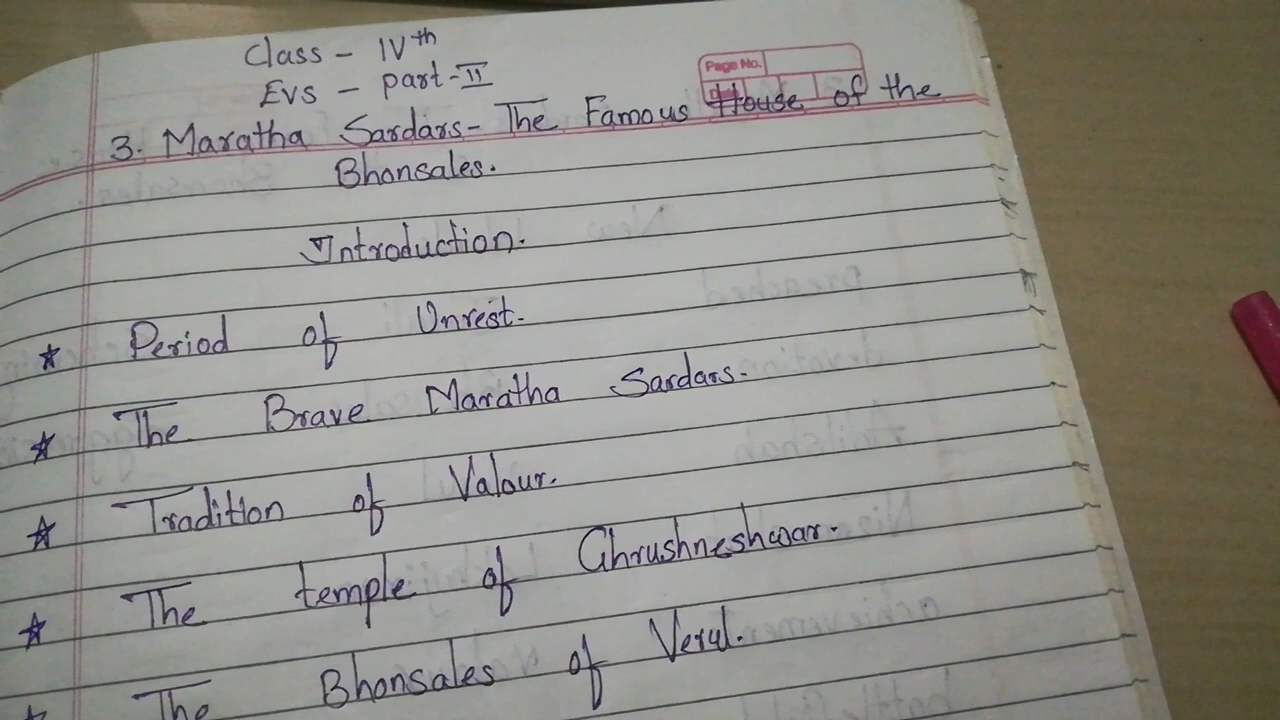 Class - IVth
EVS - part-II
Page No.
3. Maratha Sardars- The Famous House of the
Bhonsales.
Introduction.
☆ Period of Unrest.
☆ The Brave Maratha Sardars.
☆ Tradition of Valour.
☆ The temple of Ghrushneshwar.
☆ The Bhonsales of Verul.